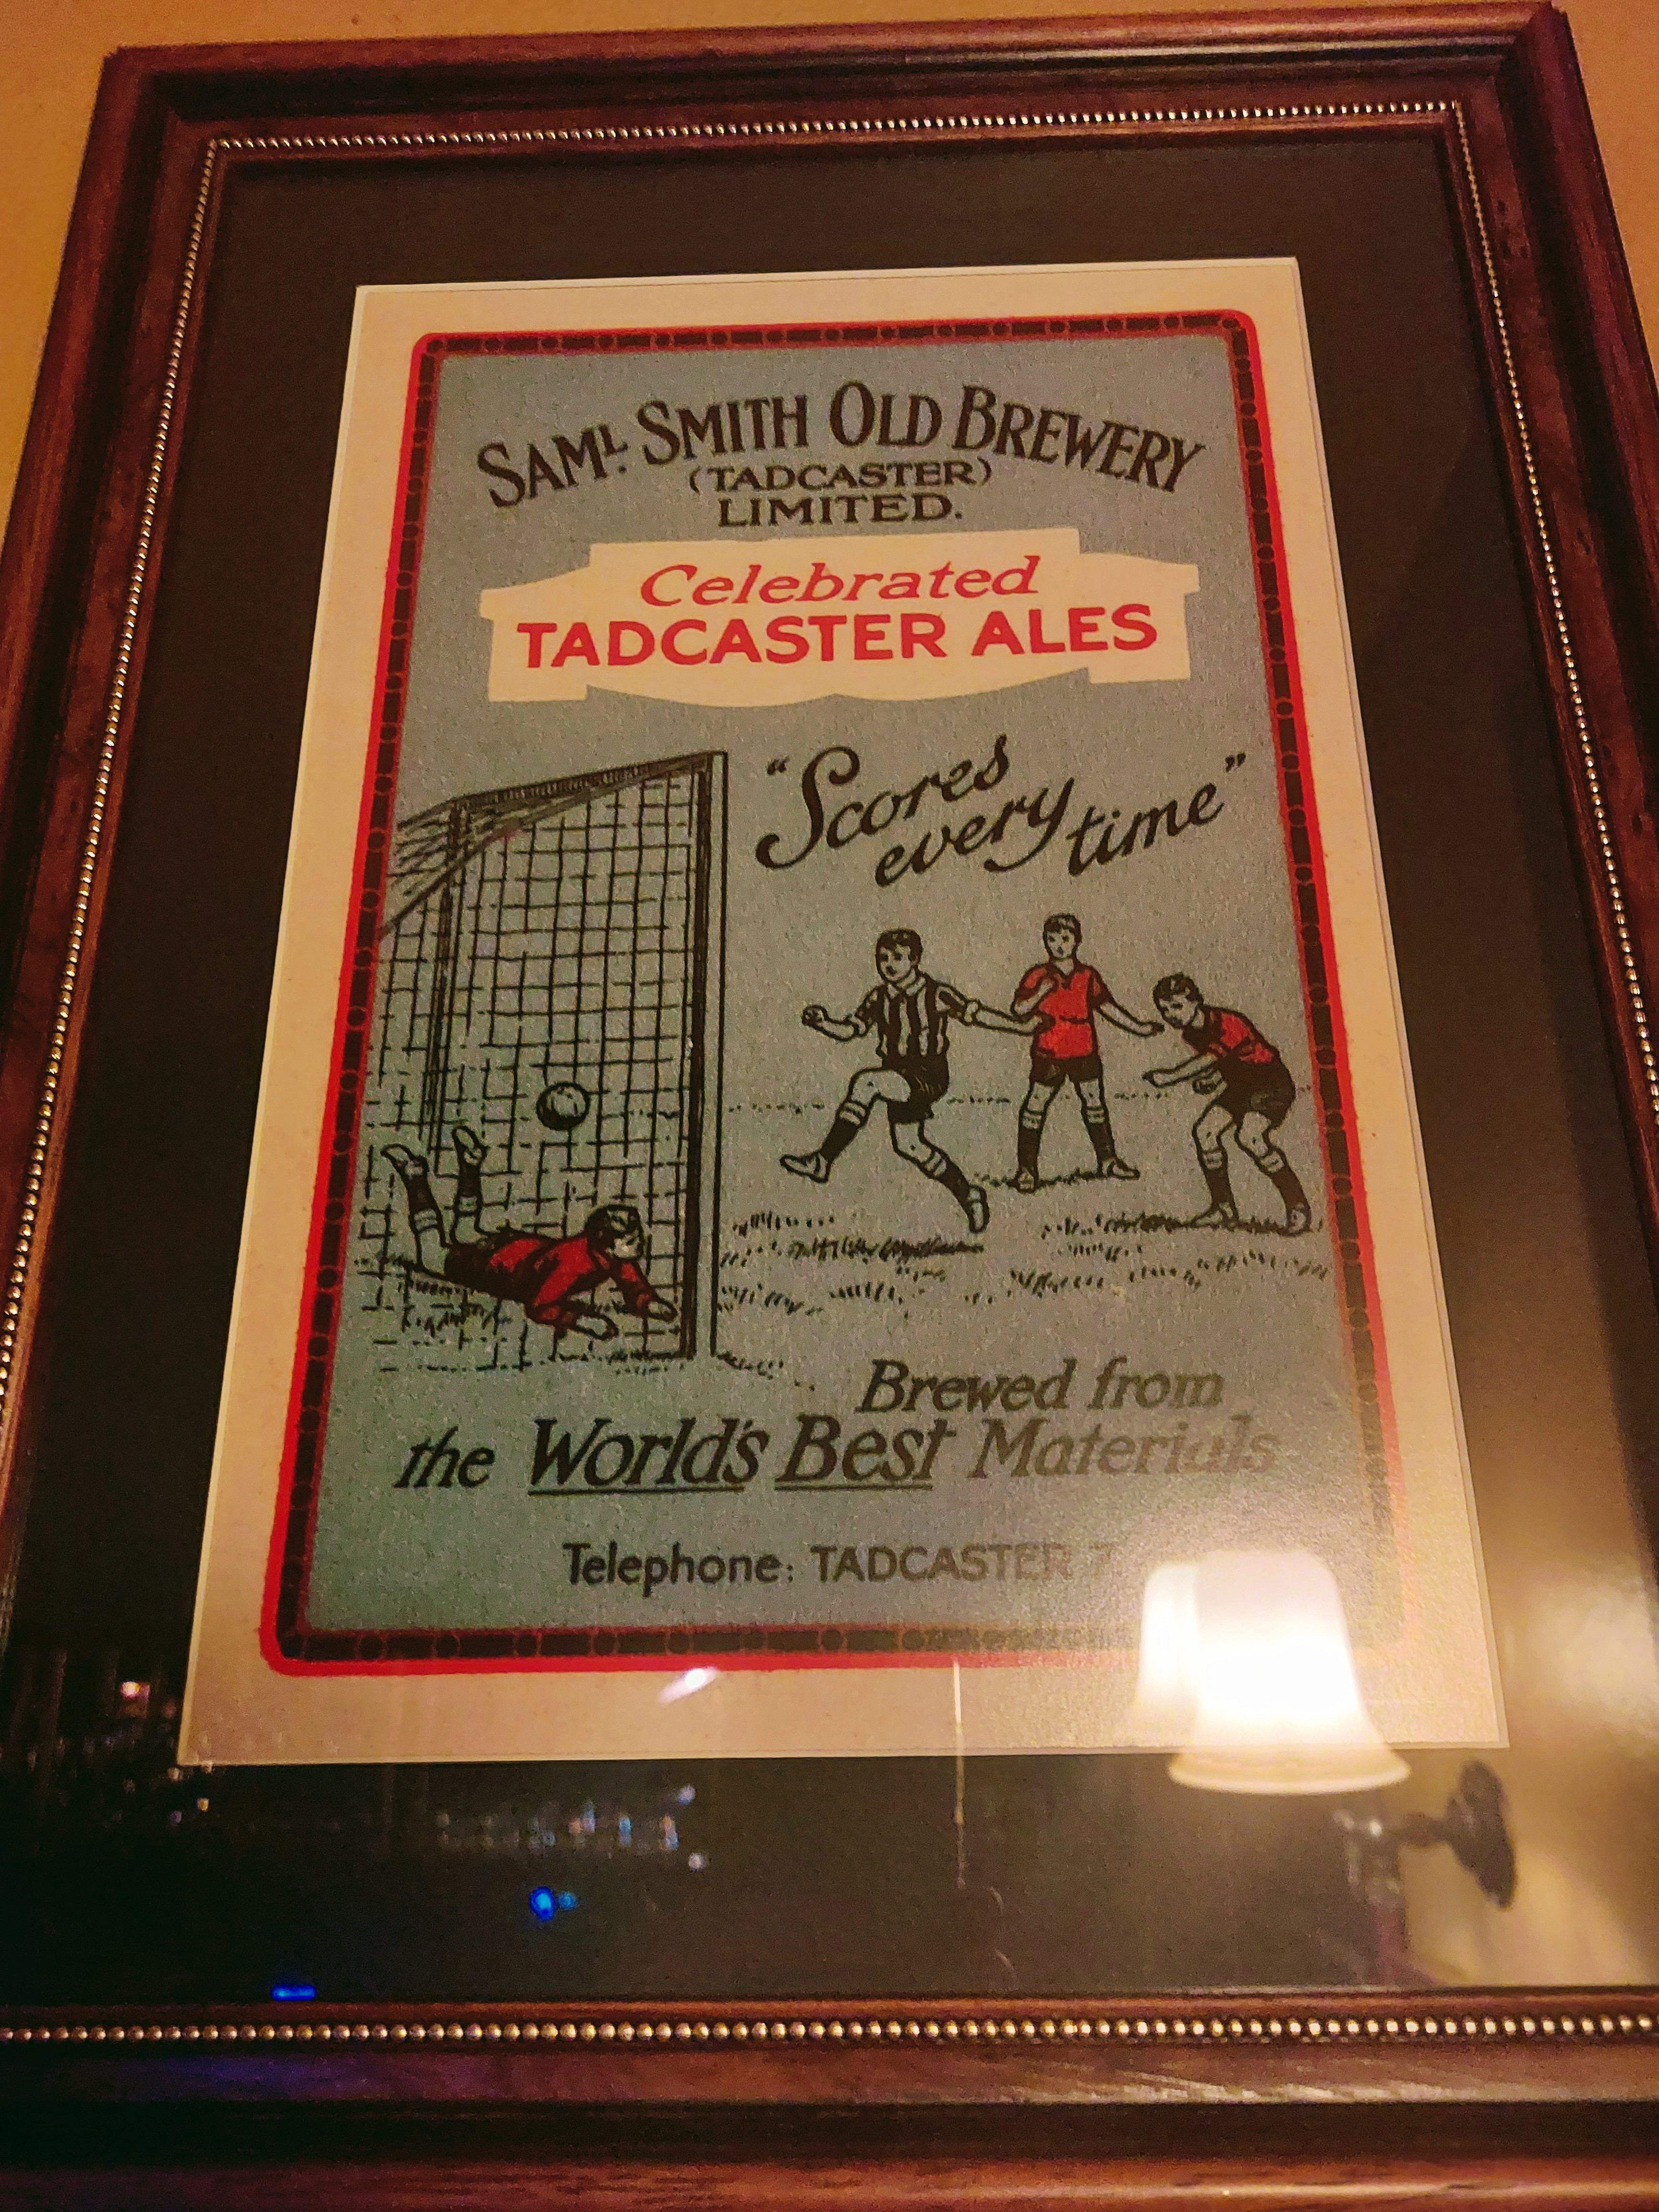 SAML. SMITH OLD BREWERY
(TADCASTER)
LIMITED.
Celebrated
TADCASTER ALES
"Scores
every time"
Brewed from
the World's Best Materials
Telephone: TADCASTER